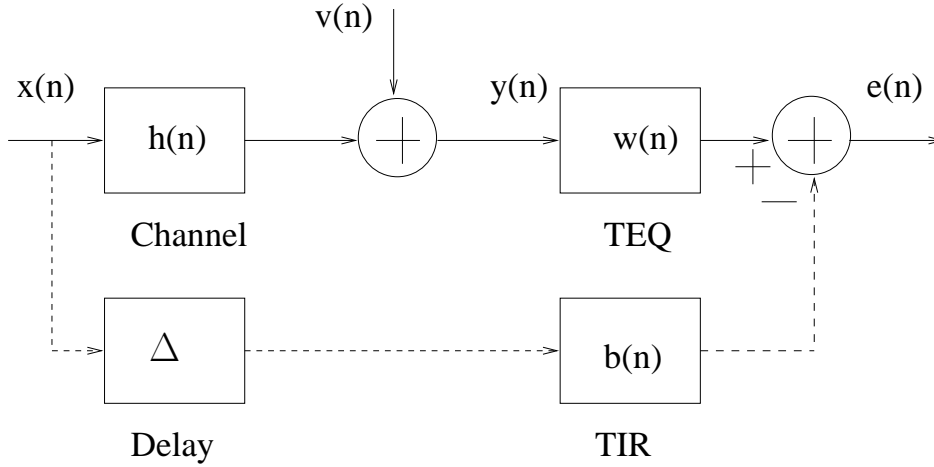 v(n)
x(n)
y(n)
e(n)
h(n)
+
w(n)
+
+
−
Channel
TEQ
Δ
b(n)
Delay
TIR